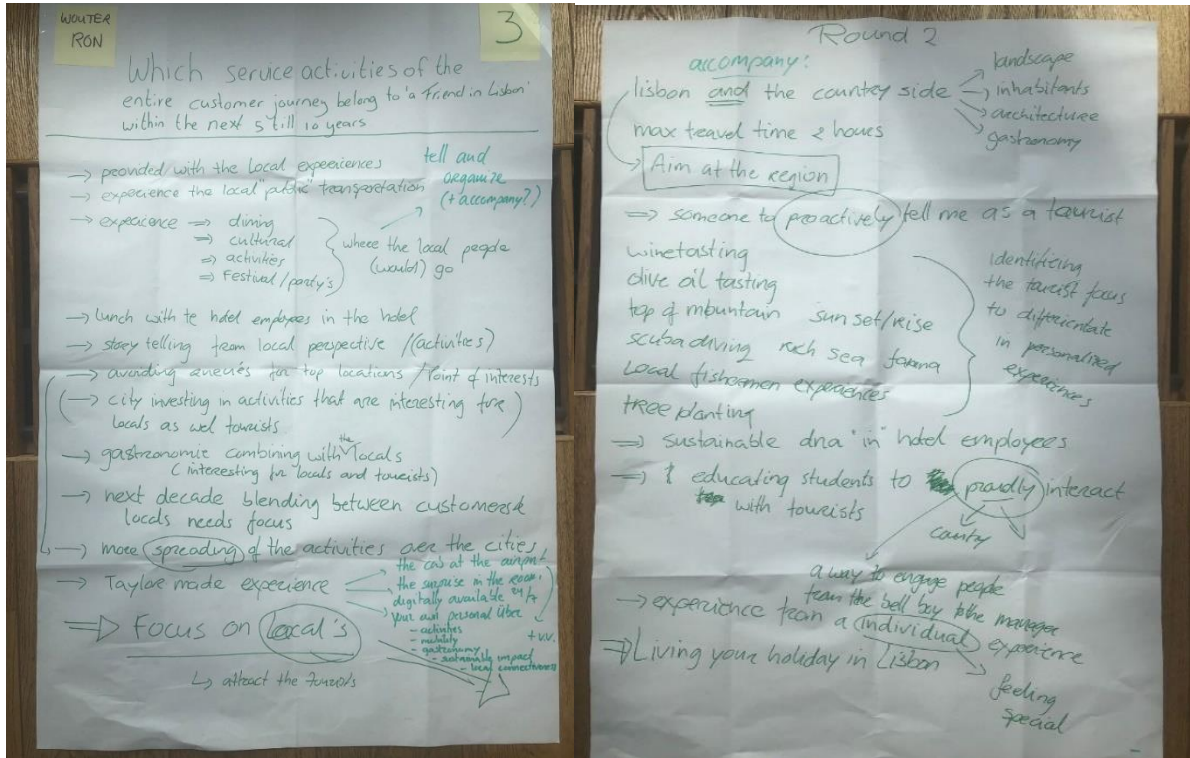 WOUTER
RON
3
Which service activities of the
entire customer journey belong to 'a Friend in Lisbon'
within the next 5 till 10 years
→ provided with the local experiences
→ experience the local public transportation
→ experience ⇒ dining
⇒ cultural
⇒ activities
⇒ Festival/party's
where the local people
(would) go
tell and
organize
(+ accompany?)
→ lunch with te hotel employees in the hotel
→ story telling from local perspective /(activities)
→ avoiding queues for top locations / Point of interests
(→ city investing in activities that are interesting for
locals as wel tourists)
→ gastronomie combining with the locals
(interesting for locals and tourists)
→ next decade blending between customers &
locals needs focus
→ more spreading of the activities over the cities
→ Taylor made experience
the car at the airport
the surprise in the room
digitally available 24/7
your own personal Uber
- activities
- mobility
- gastronomy
- sustainable impact
- local connectiveness
+ v.v.
⇒ Focus on Local's
↳ attract the
Round 2
accompany:
lisbon and the country side
→ landscape
→ inhabitants
→ architecture
→ gastronomy
max travel time 2 hours
Aim at the region
⇒ someone to proactively tell me as a tourist
winetasting
olive oil tasting
top of mountain sun set/rise
scuba diving rich sea
Local fishermen experiences
tree planting
identifying
the tourist focus
to differentate
in personalized
experiences
⇒ sustainable dna "in" hotel employees
⇒ educating students to proudly interact
with tourists
a way to engage people
from the bell boy to the manager
→ experience from a individual experience
⇒ Living your holiday in Lisbon
feeling
special